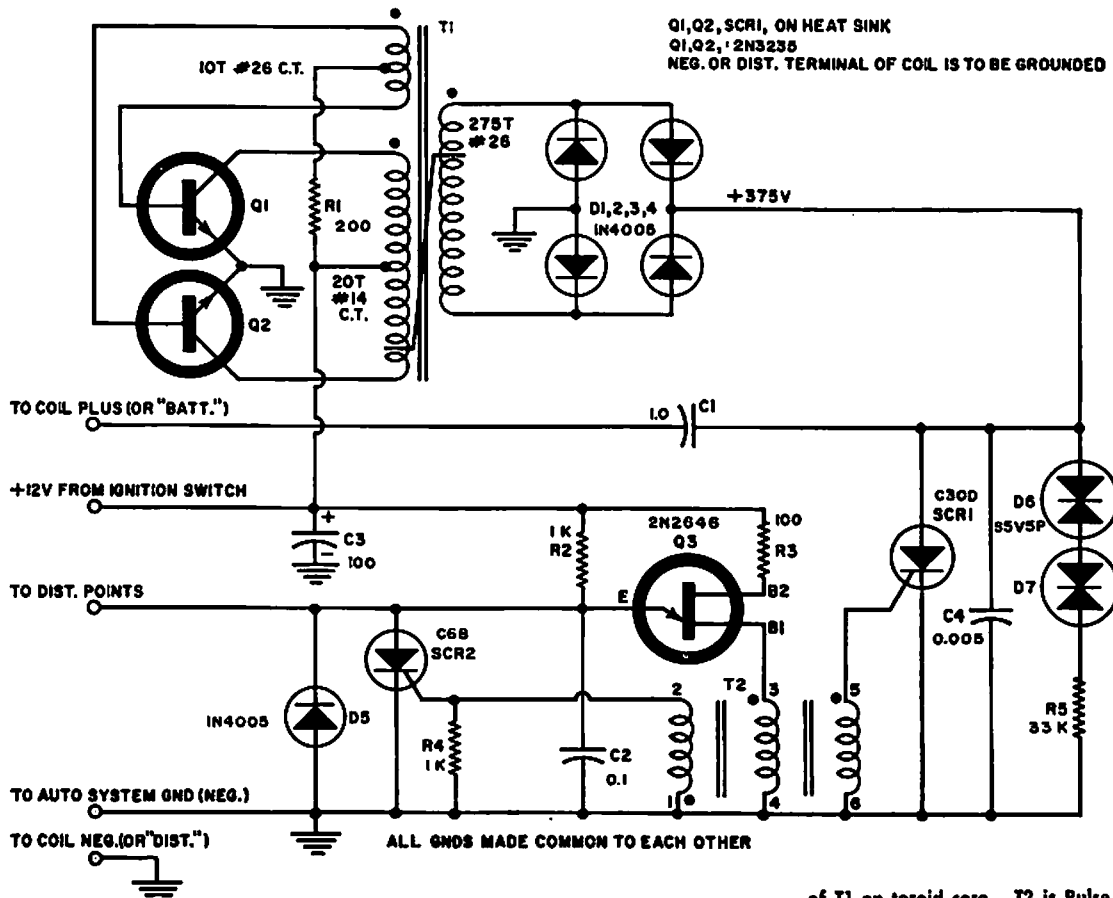 T1
Q1,Q2,SCR1, ON HEAT SINK
Q1,Q2,:2N3235
NEG. OR DIST. TERMINAL OF COIL IS TO BE GROUNDED
10T #26 C.T.
275T
#26
Q1
R1
200
D1,2,3,4
1N4005
+375V
20T
#14
C.T.
Q2
TO COIL PLUS (OR "BATT.")
1.0
C1
+12V FROM IGNITION SWITCH
C30D
SCR1
D6
S5V5P
+
C3
-
100
1K
R2
2N2646
Q3
100
R3
TO DIST. POINTS
E
B2
B1
D7
C6B
SCR2
C4
0.005
1N4005
D5
R4
1K
C2
0.1
2
T2
3
5
R5
33K
1
4
6
TO AUTO SYSTEM GND (NEG.)
TO COIL NEG.(OR "DIST.")
ALL GNDS MADE COMMON TO EACH OTHER
of T1 on toroid core. T2 is Pulse